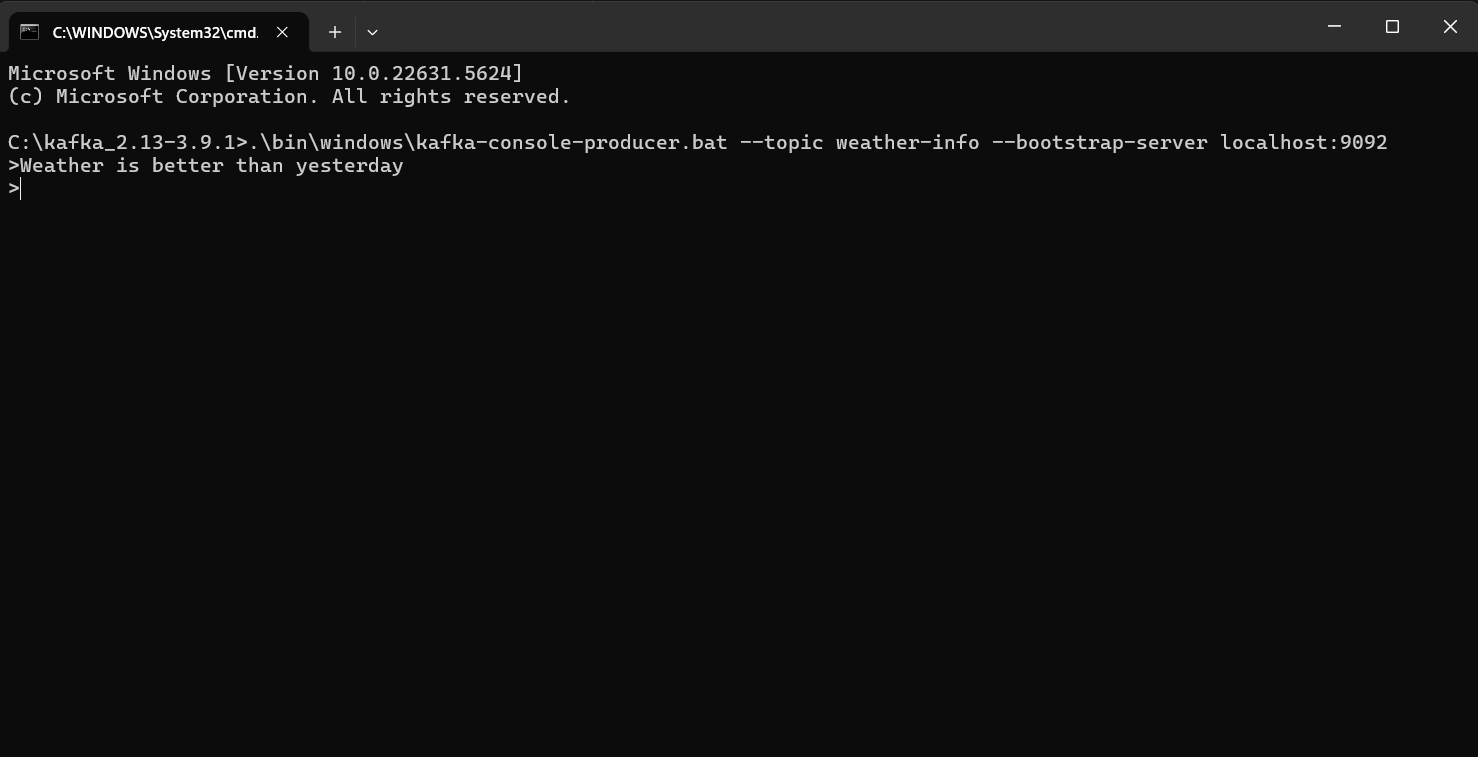 C:\WINDOWS\System32\cmd.
Microsoft Windows [Version 10.0.22631.5624]
(c) Microsoft Corporation. All rights reserved.
C:\kafka_2.13-3.9.1>.\bin\windows\kafka-console-producer.bat --topic weather-info --bootstrap-server localhost:9092
>Weather is better than yesterday
>